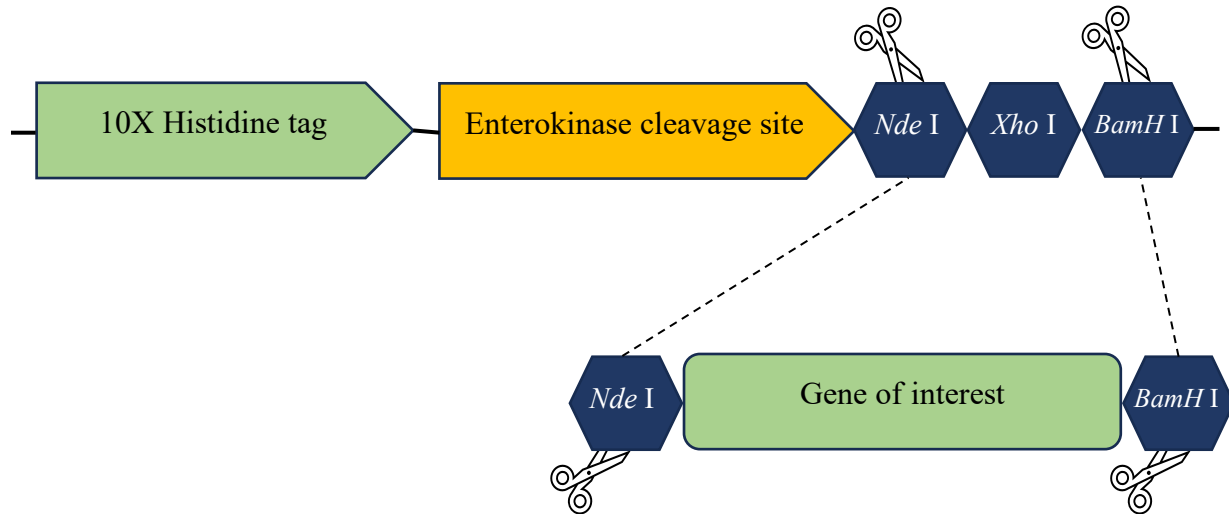 10X Histidine tag
Enterokinase cleavage site
Nde I
Xho I
BamH I
Nde I
Gene of interest
BamH I